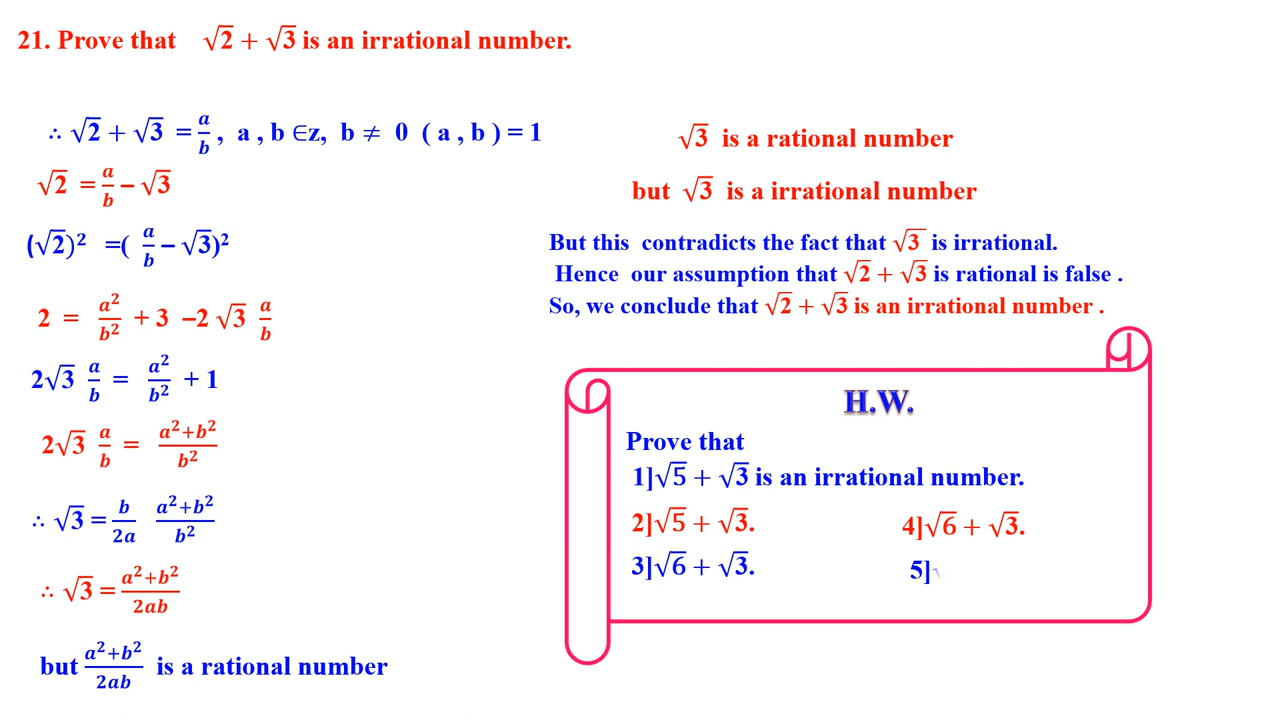 21. Prove that √2 + √3 is an irrational number.
∴ √2 + √3 = a/b , a , b ∈z, b ≠ 0 ( a , b ) = 1
√2 = a/b – √3
(√2)² =( a/b – √3)²
2 = a²/b² + 3 –2 √3 a/b
2√3 a/b = a²/b² + 1
2√3 a/b = a²+b²/b²
∴ √3 = b/2a a²+b²/b²
∴ √3 = a²+b²/2ab
but a²+b²/2ab is a rational number
√3 is a rational number
but √3 is a irrational number
But this contradicts the fact that √3 is irrational.
Hence our assumption that √2 + √3 is rational is false .
So, we conclude that √2 + √3 is an irrational number .
H.W.
Prove that
1]√5 + √3 is an irrational number.
2]√5 + √3.
4]√6 + √3.
3]√6 + √3.
5]